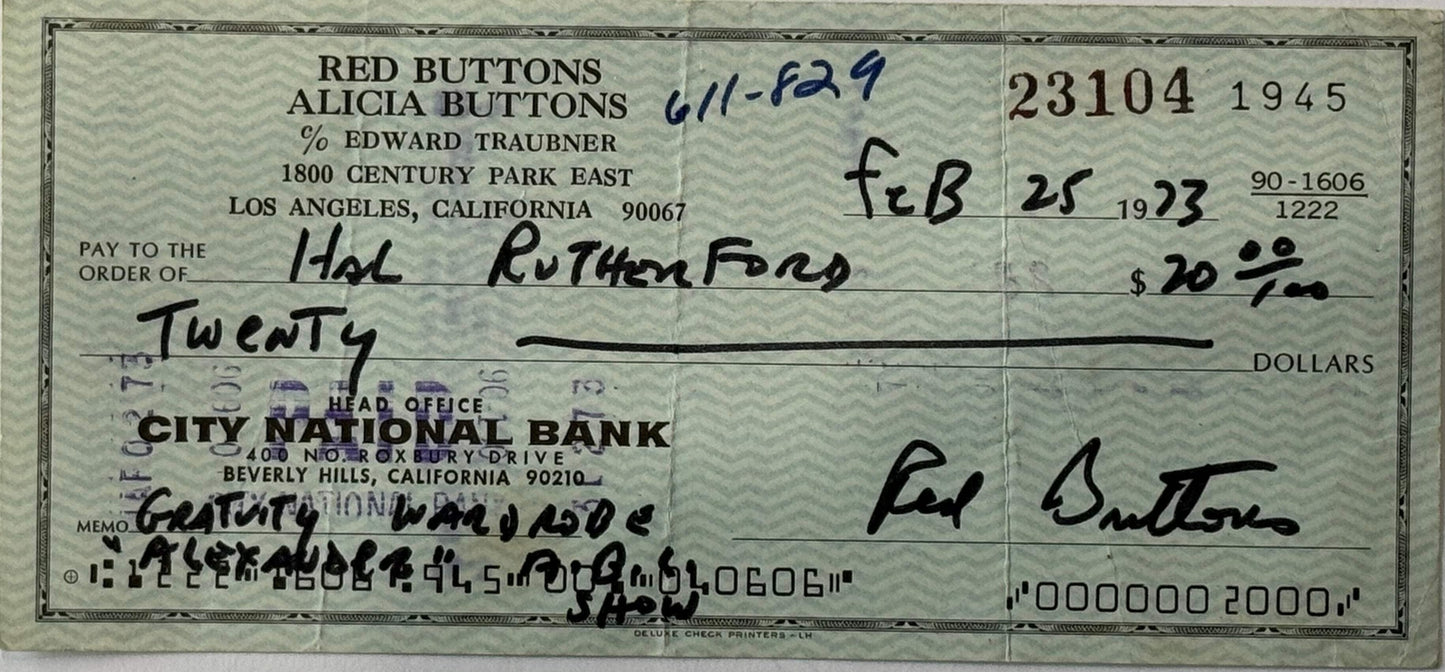 RED BUTTONS
ALICIA BUTTONS
611-829
23104 1945
℅ EDWARD TRAUBNER
1800 CENTURY PARK EAST
LOS ANGELES, CALIFORNIA 90067
FEB 25 1973
90-1606
1222
PAY TO THE
ORDER OF Hal RUTHERFORD $ 20 00/100
TWENTY DOLLARS
PAID
HEAD OFFICE
CITY NATIONAL BANK
400 NO. ROXBURY DRIVE
BEVERLY HILLS, CALIFORNIA 90210
Red Buttons
MEMO GRATUITY WARDROBE
"ALEXANDER" A.B.C.
SHOW
000000 2000
DELUXE CHECK PRINTERS - LH